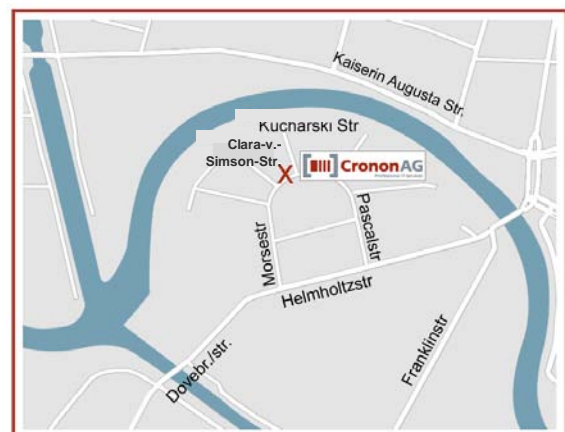 Kaiserin Augusta Str.
Kucharski Str
Clara-v.-
Simson-Str.
X
CrononAG
Morsestr
Pascalstr
Helmholtzstr
Franklinstr
Dovebr./str.